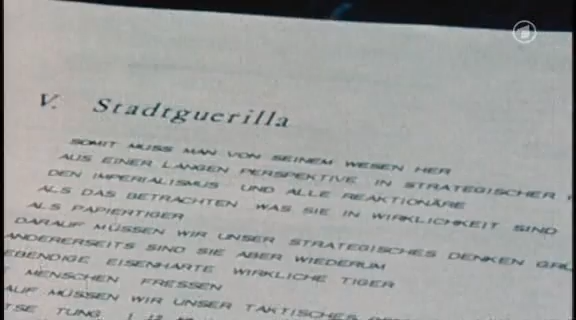 V. Stadtguerilla
SOMIT MUSS MAN VON SEINEM WESEN HER
AUS EINER LANGEN PERSPEKTIVE IN STRATEGISCHER
DEN IMPERIALISMUS UND ALLE REAKTIONÄRE
ALS DAS BETRACHTEN WAS SIE IN WIRKLICHKEIT SIND
ALS PAPIERTIGER
DARAUF MÜSSEN WIR UNSER STRATEGISCHES DENKEN GRÜ
ANDERERSEITS SIND SIE ABER WIEDERUM
EBENDIGE EISENHARTE WIRKLICHE TIGER
MENSCHEN FRESSEN
AUF MÜSSEN WIR UNSER TAKTISCHES
TSE TUNG